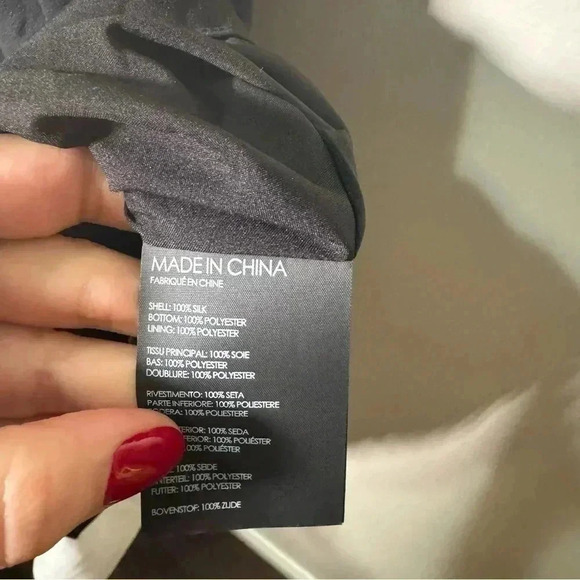 MADE IN CHINA
FABRIQUÉ EN CHINE
SHELL: 100% SILK
BOTTOM: 100% POLYESTER
LINING: 100% POLYESTER
TISSU PRINCIPAL: 100% SOIE
BAS: 100% POLYESTER
DOUBLURE: 100% POLYESTER
RIVESTIMENTO: 100% SETA
PARTE INFERIORE: 100% POLIESTERE
100% POLIESTERE
100% SEDA
100% POLIÉSTER
100% POLIÉSTER
100% SEIDE
100% POLYESTER
FUTTER: 100% POLYESTER
BOVENSTOF: 100% ZIJDE